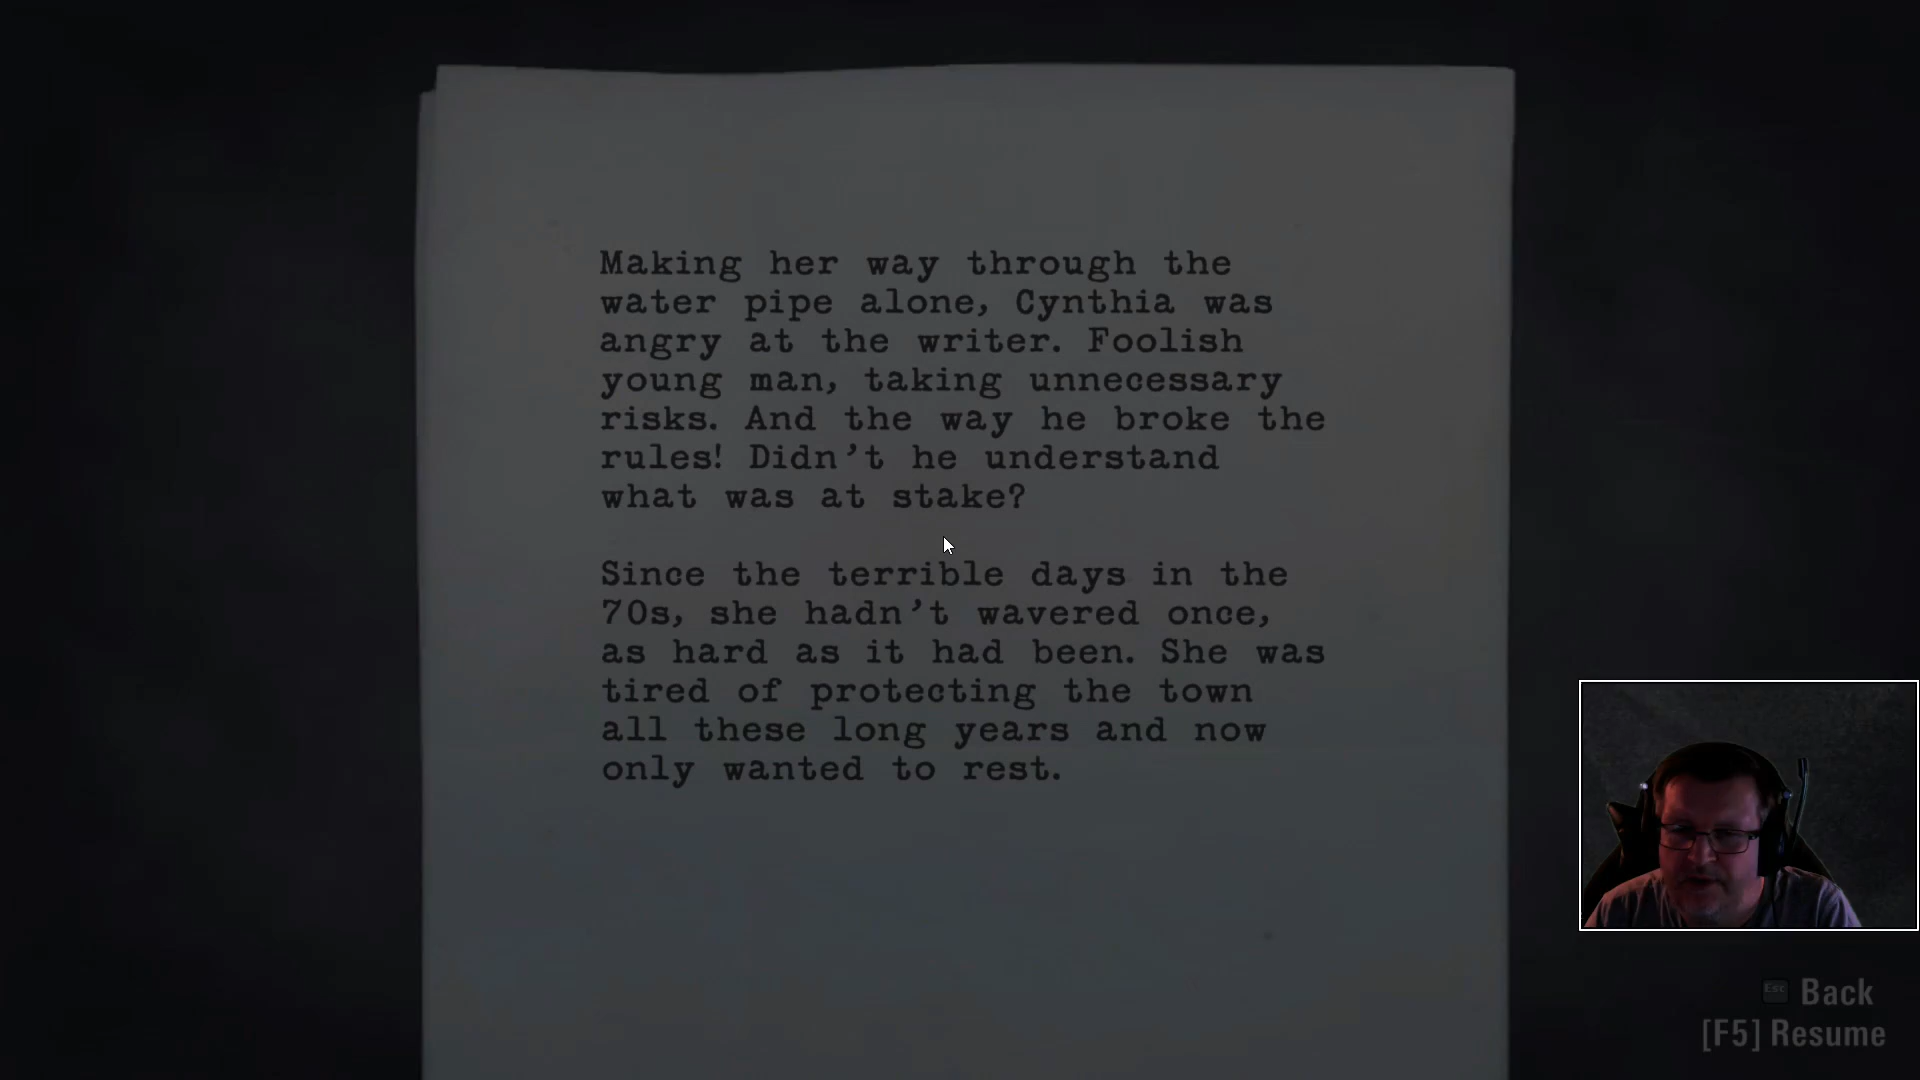 Making her way through the
water pipe alone, Cynthia was
angry at the writer. Foolish
young man, taking unnecessary
risks. And the way he broke the
rules! Didn't he understand
what was at stake?
Since the terrible days in the
70s, she hadn't wavered once,
as hard as it had been. She was
tired of protecting the town
all these long years and now
only wanted to rest.
Esc Back
[F5] Resume